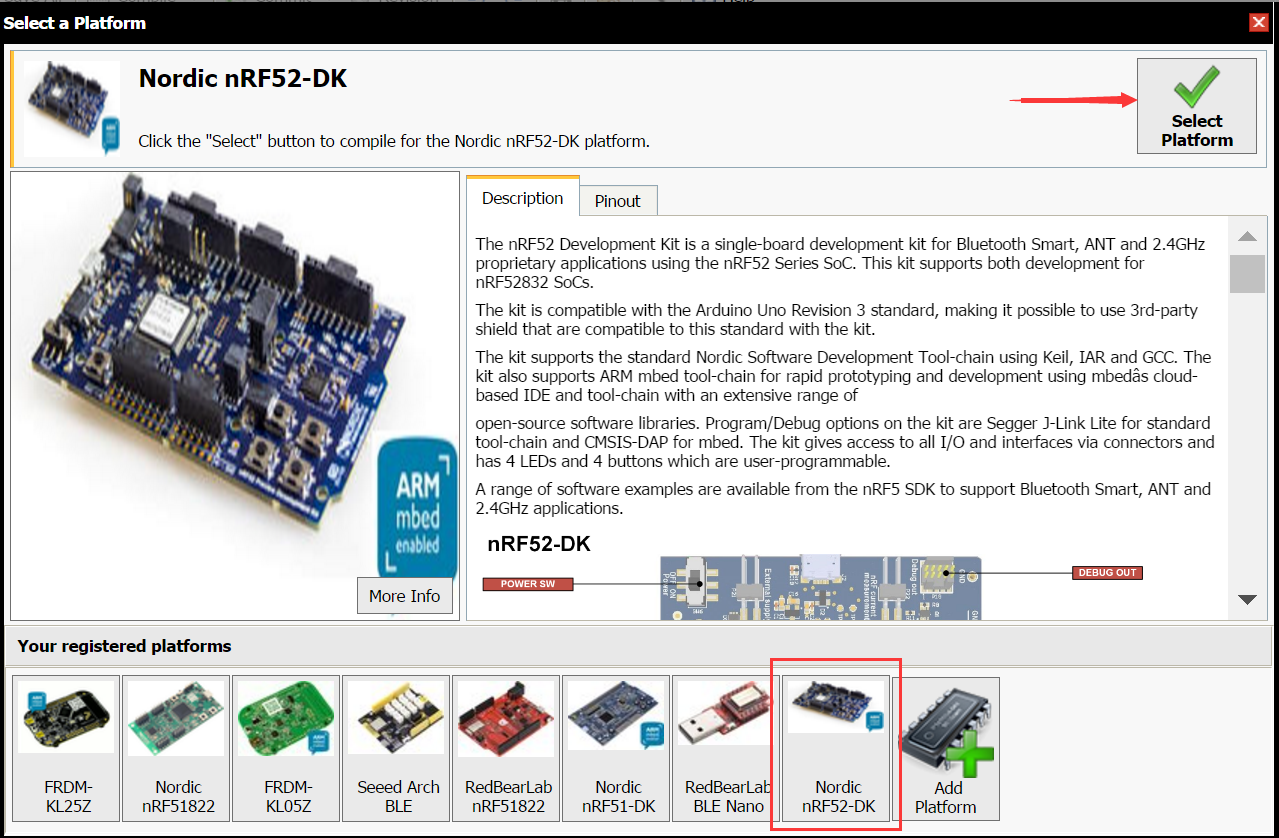 Select a Platform
Nordic nRF52-DK
Click the "Select" button to compile for the Nordic nRF52-DK platform.
Select
Platform
ARM
mbed
enabled
More Info
Description
Pinout
The nRF52 Development Kit is a single-board development kit for Bluetooth Smart, ANT and 2.4GHz
proprietary applications using the nRF52 Series SoC. This kit supports both development for
nRF52832 SoCs.
The kit is compatible with the Arduino Uno Revision 3 standard, making it possible to use 3rd-party
shield that are compatible to this standard with the kit.
The kit supports the standard Nordic Software Development Tool-chain using Keil, IAR and GCC. The
kit also supports ARM mbed tool-chain for rapid prototyping and development using mbedâs cloud-
based IDE and tool-chain with an extensive range of
open-source software libraries. Program/Debug options on the kit are Segger J-Link Lite for standard
tool-chain and CMSIS-DAP for mbed. The kit gives access to all I/O and interfaces via connectors and
has 4 LEDs and 4 buttons which are user-programmable.
A range of software examples are available from the nRF5 SDK to support Bluetooth Smart, ANT and
2.4GHz applications.
nRF52-DK
POWER SW
OFF ON
Power
External supply
nRF current
measurement
Debug out
GND
DEBUG OUT
Your registered platforms
FRDM-
KL25Z
Nordic
nRF51822
FRDM-
KL05Z
Seeed Arch
BLE
RedBearLab
nRF51822
Nordic
nRF51-DK
RedBearLab
BLE Nano
Nordic
nRF52-DK
Add
Platform